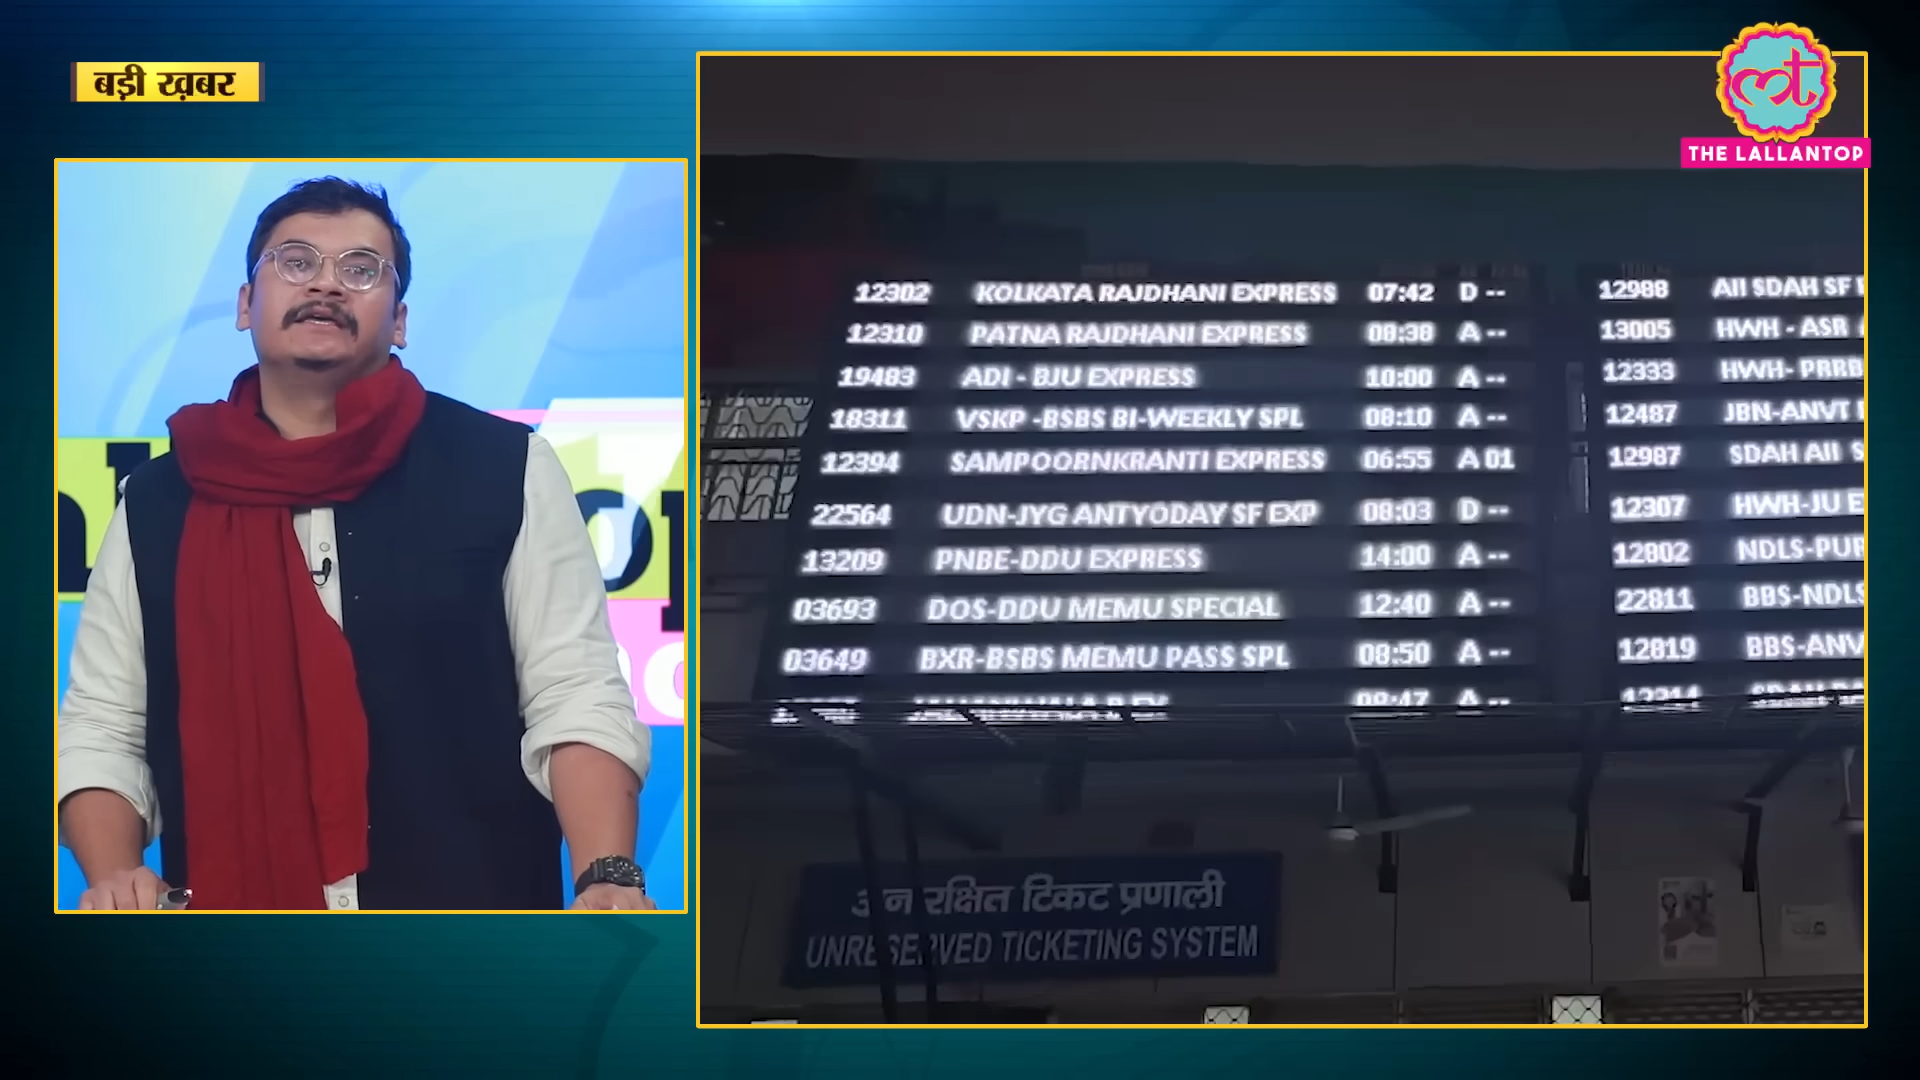 बड़ी ख़बर
THE LALLANTOP
12302 KOLKATA RAJDHANI EXPRESS 07:42 D -- 12988 AII SDAH SF
12310 PATNA RAJDHANI EXPRESS 08:38 A -- 13005 HWH - ASR
19483 ADI - BJU EXPRESS 10:00 A -- 12333 HWH- PRRB
18311 VSKP -BSBS BI-WEEKLY SPL 08:10 A -- 12487 JBN-ANVT
12394 SAMPOORNKRANTI EXPRESS 06:55 A 01 12987 SDAH AII S
22564 UDN-JYG ANTYODAY SF EXP 08:03 D -- 12307 HWH-JU E
13209 PNBE-DDU EXPRESS 14:00 A -- 12802 NDLS-PUR
03693 DOS-DDU MEMU SPECIAL 12:40 A -- 22811 BBS-NDLS
03649 BXR-BSBS MEMU PASS SPL 08:50 A -- 12819 BBS-ANV
A --
टिकट प्रणाली
UNRESERVED TICKETING SYSTEM